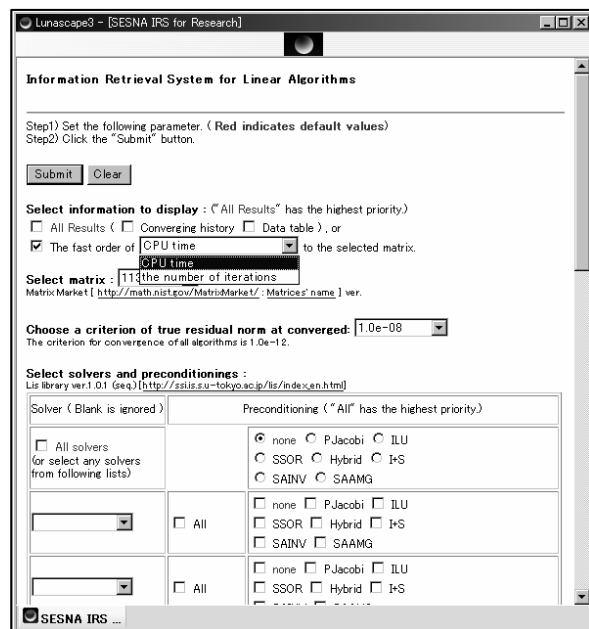 Lunascape3 - [SESNA IRS for Research]
Information Retrieval System for Linear Algorithms
Step1) Set the following parameter. ( Red indicates default values)
Step2) Click the "Submit" button.
Submit Clear
Select information to display : ("All Results" has the highest priority.)
All Results ( Converging history Data table ), or
The fast order of CPU time to the selected matrix.
CPU time
the number of iterations
Select matrix : 113
Matrix Market [ http://math.nist.gov/MatrixMarket/ ; Matrices' name ] ver.
Choose a criterion of true residual norm at converged: 1.0e-08
The criterion for convergence of all algorithms is 1.0e-12.
Select solvers and preconditionings :
Lis library ver.1.0.1 (seq.) [http://ssi.is.s.u-tokyo.ac.jp/lis/index_en.html]
Solver ( Blank is ignored ) Preconditioning ( "All" has the highest priority.)
All solvers
(or select any solvers
from following lists)
none PJacobi ILU
SSOR Hybrid I+S
SAINV SAAMG
All
none PJacobi ILU
SSOR Hybrid I+S
SAINV SAAMG
All
none PJacobi ILU
SSOR Hybrid I+S
SESNA IRS ...